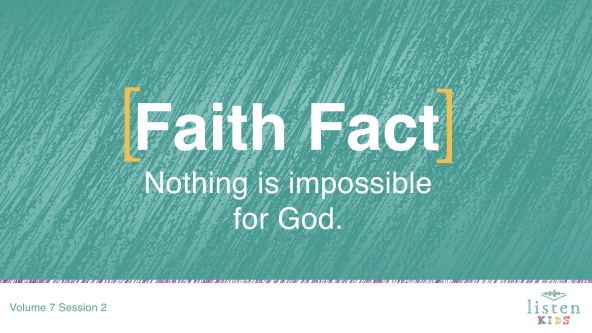 [Faith Fact]
Nothing is impossible
for God.
Volume 7 Session 2
listen
KIDS